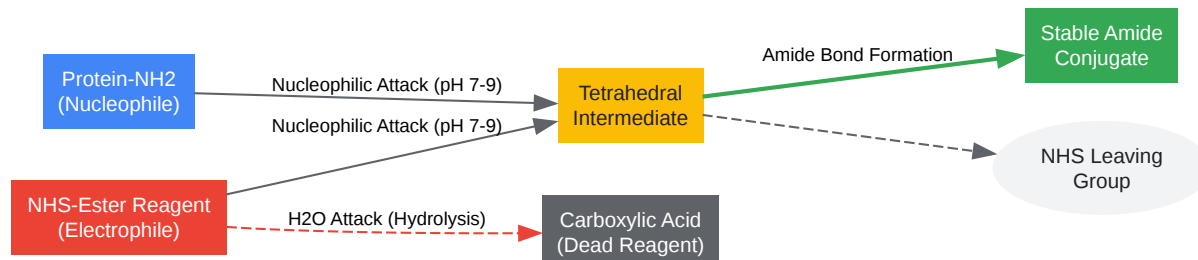 Protein-NH2
(Nucleophile)
Nucleophilic Attack (pH 7-9)
Nucleophilic Attack (pH 7-9)
NHS-Ester Reagent
(Electrophile)
H2O Attack (Hydrolysis)
Tetrahedral
Intermediate
Carboxylic Acid
(Dead Reagent)
Amide Bond Formation
Stable Amide
Conjugate
NHS Leaving
Group